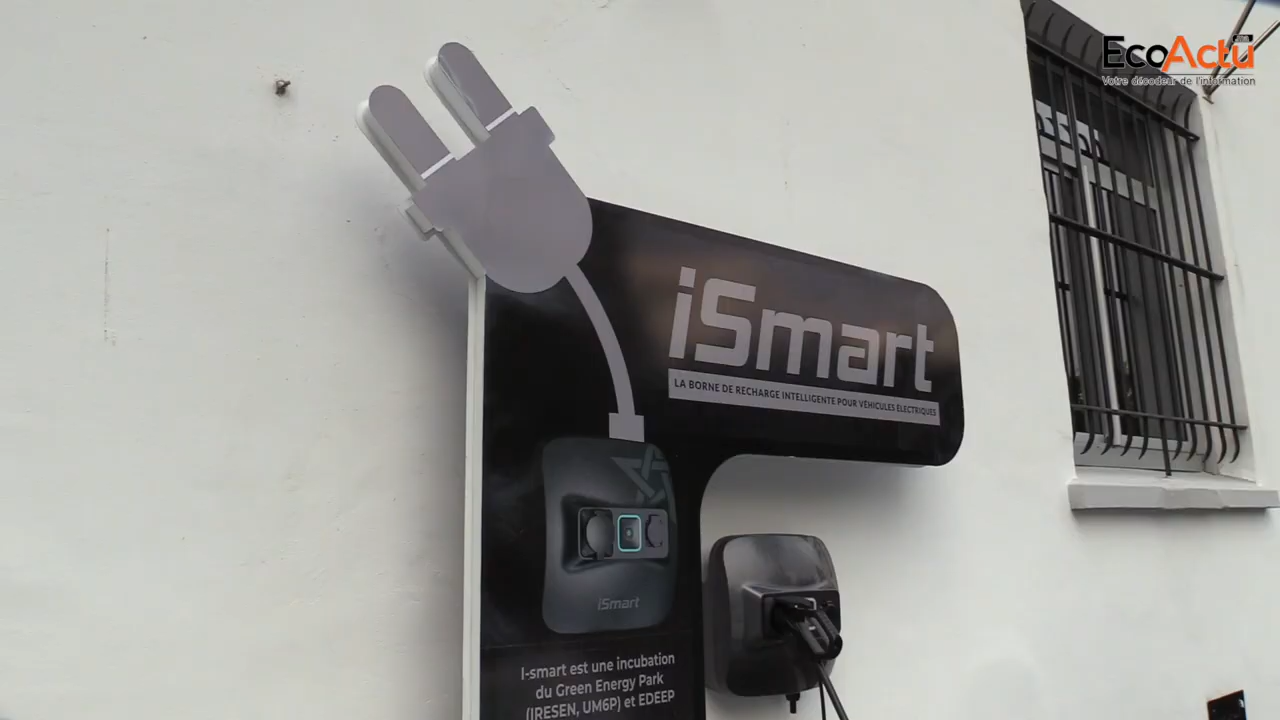 EcoActu
Votre décodeur de l'information
iSmart
LA BORNE DE RECHARGE INTELLIGENTE POUR VÉHICULES ÉLECTRIQUES
iSmart
I-smart est une incubation
du Green Energy Park
(IRESEN, UM6P) et EDEEP